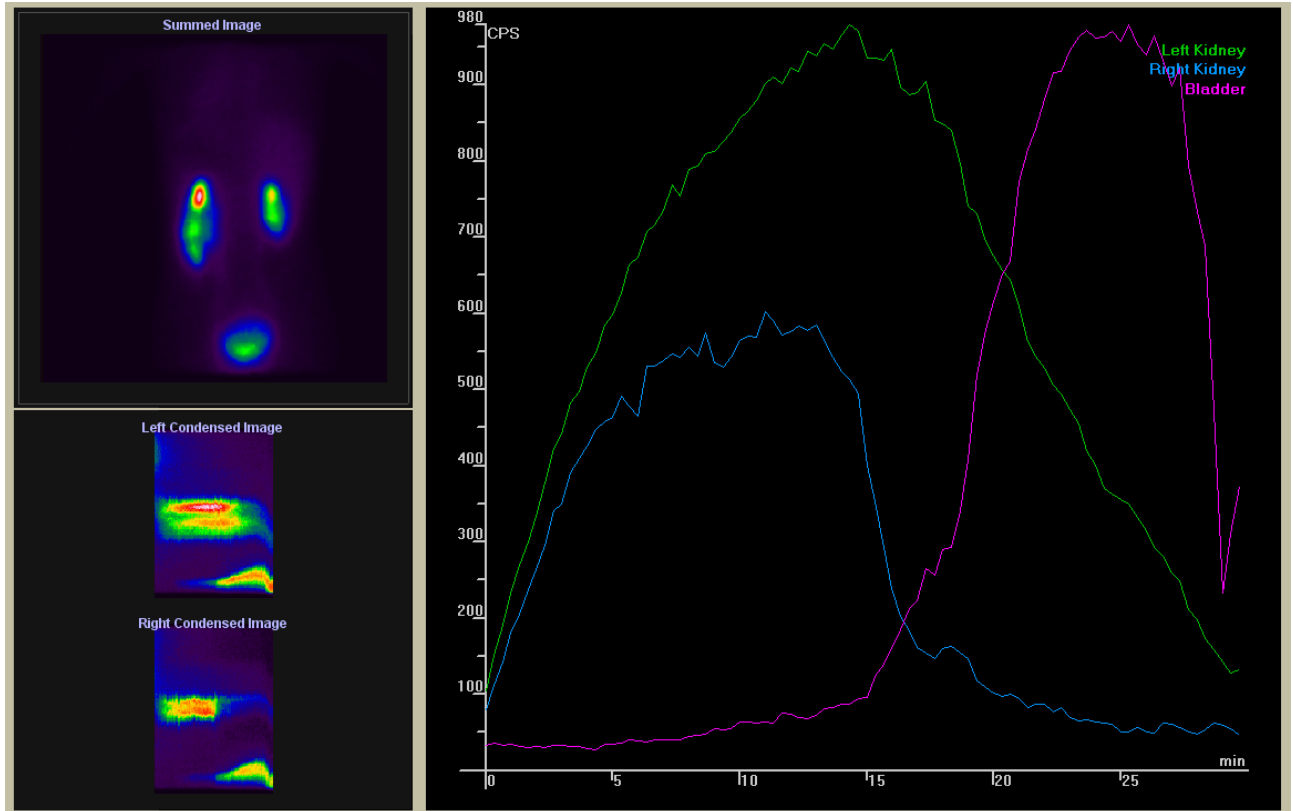 Summed Image
Left Condensed Image
Right Condensed Image
980
CPS
Left Kidney
Right Kidney
Bladder
900
800
700
600
500
400
300
200
100
min
0
5
10
15
20
25